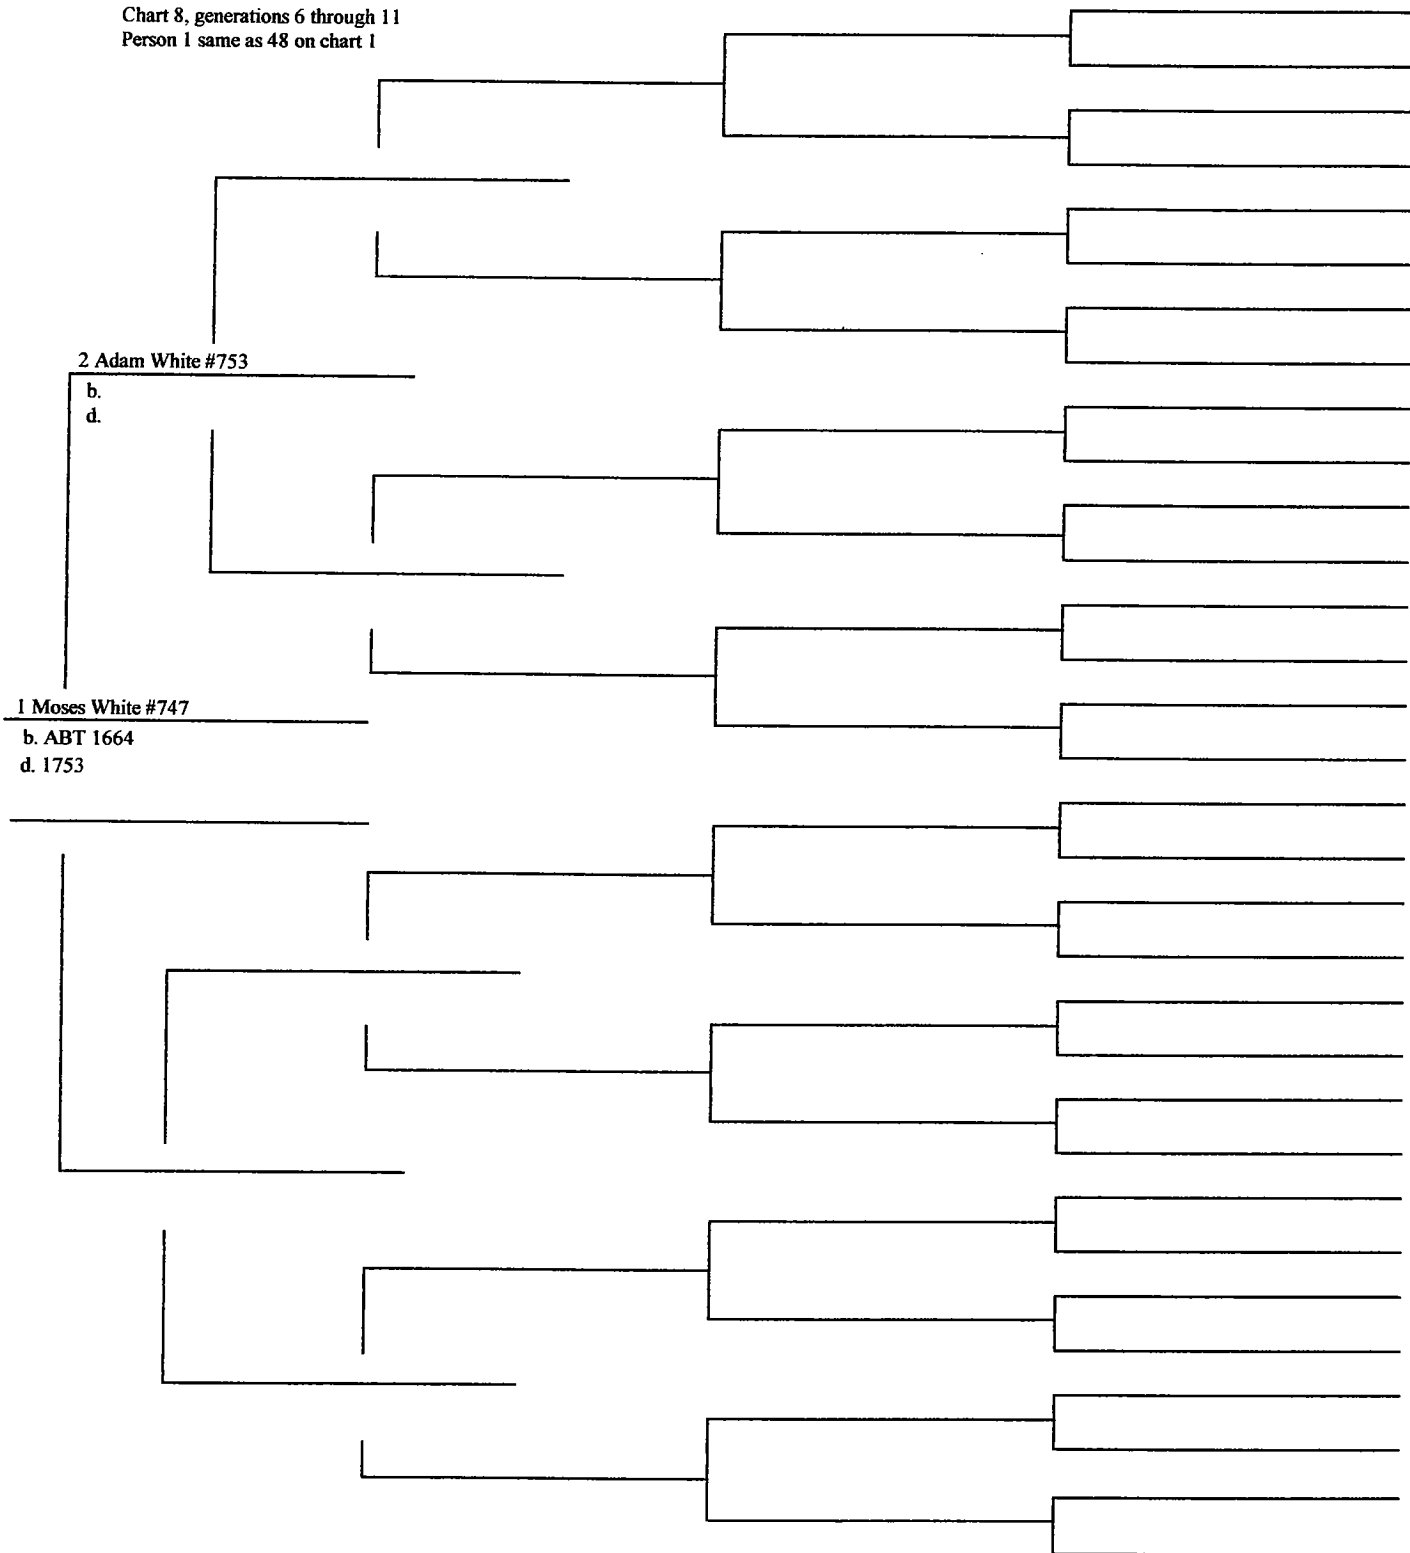 Chart 8, generations 6 through 11
Person 1 same as 48 on chart 1
2 Adam White #753
b.
d.
1 Moses White #747
b. ABT 1664
d. 1753